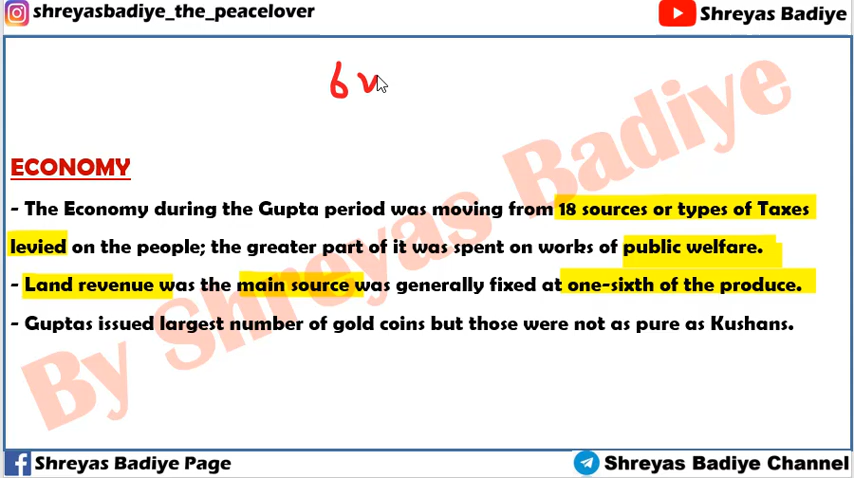 shreyasbadiye_the_peacelover
Shreyas Badiye
ECONOMY
- The Economy during the Gupta period was moving from 18 sources or types of Taxes
levied on the people; the greater part of it was spent on works of public welfare.
- Land revenue was the main source was generally fixed at one-sixth of the produce.
- Guptas issued largest number of gold coins but those were not as pure as Kushans.
By Shreyas Badiye
Shreyas Badiye Page
Shreyas Badiye Channel